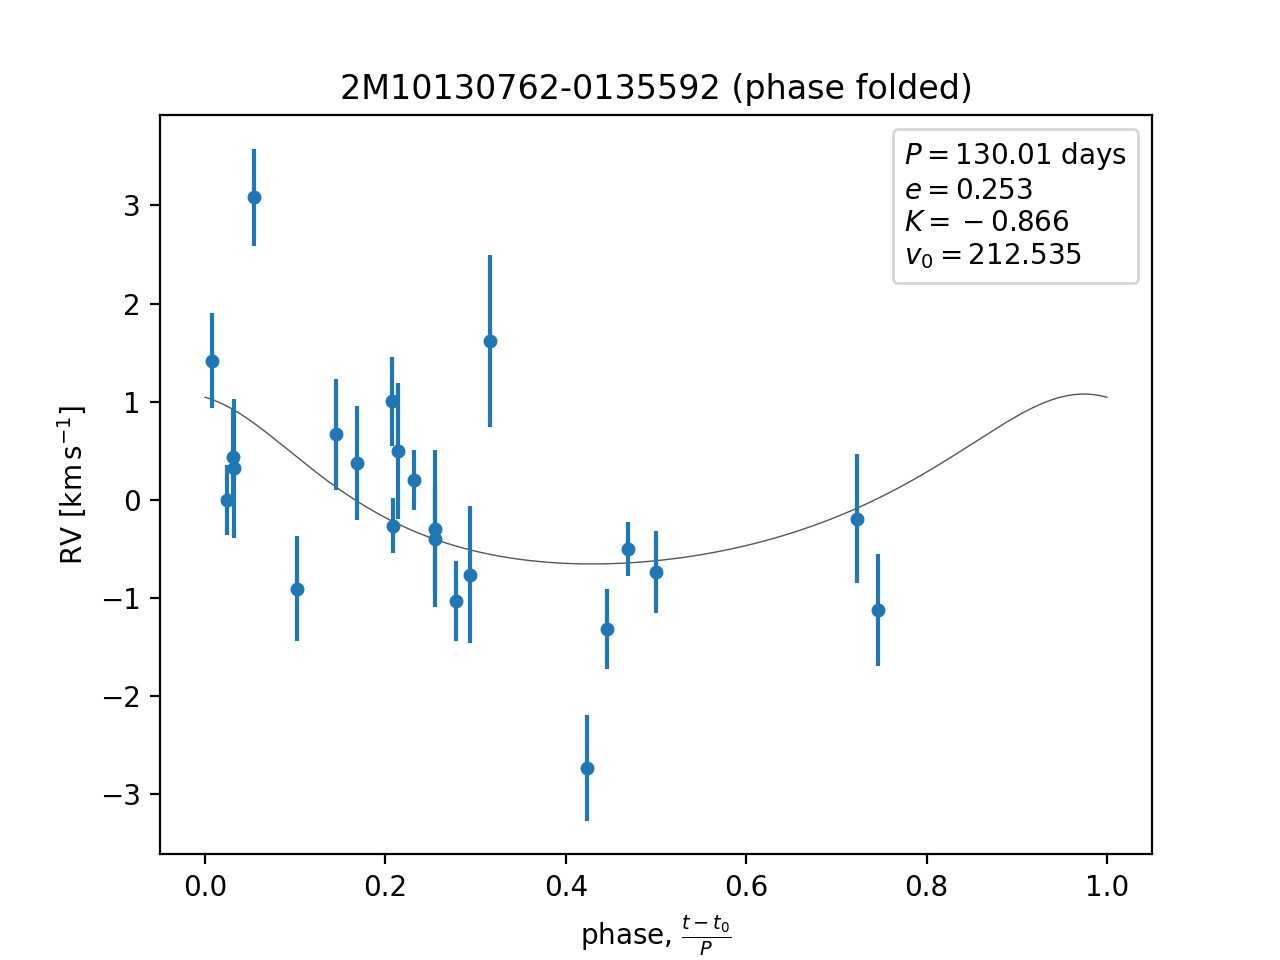 2M10130762-0135592 (phase folded)
P = 130.01 days
e = 0.253
K = −0.866
v₀ = 212.535
3
2
1
0
−1
−2
−3
RV [km s⁻¹]
0.0 0.2 0.4 0.6 0.8 1.0
phase, (t − t₀)/P